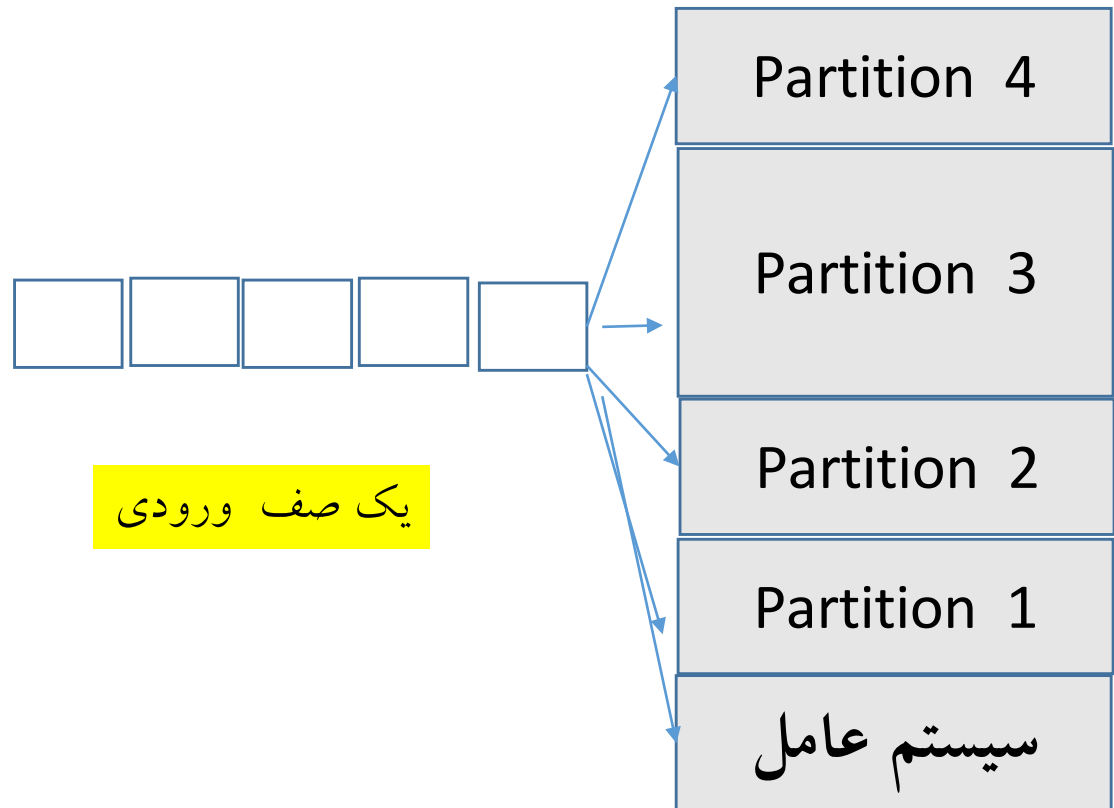 Partition 4
Partition 3
Partition 2
یک صف ورودی
Partition 1
سیستم عامل